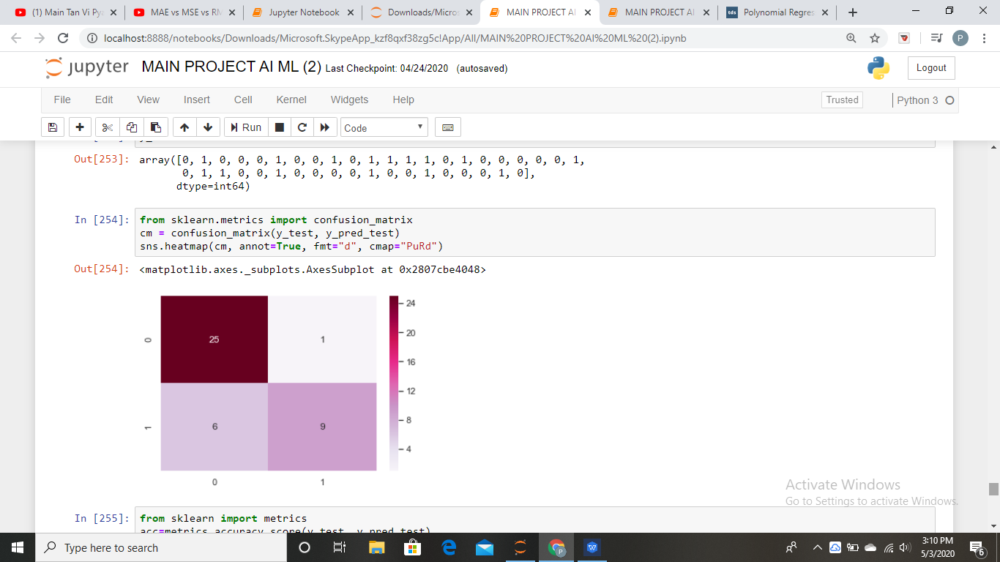 (1) Main Tan Vi Pya
MAE vs MSE vs RM
Jupyter Notebook
Downloads/Micros
MAIN PROJECT AI
MAIN PROJECT AI
tds Polynomial Regres
localhost:8888/notebooks/Downloads/Microsoft.SkypeApp_kzf8qxf38zg5c!App/All/MAIN%20PROJECT%20AI%20ML%20(2).ipynb
P
jupyter MAIN PROJECT AI ML (2) Last Checkpoint: 04/24/2020 (autosaved)
Logout
File Edit View Insert Cell Kernel Widgets Help
Trusted
Python 3
Run
Code
Out[253]: array([0, 1, 0, 0, 0, 1, 0, 0, 1, 0, 1, 1, 1, 1, 0, 1, 0, 0, 0, 0, 0, 1,
0, 1, 1, 0, 0, 1, 0, 0, 0, 0, 1, 0, 0, 1, 0, 0, 0, 1, 0],
dtype=int64)
In [254]: from sklearn.metrics import confusion_matrix
cm = confusion_matrix(y_test, y_pred_test)
sns.heatmap(cm, annot=True, fmt="d", cmap="PuRd")
Out[254]: <matplotlib.axes._subplots.AxesSubplot at 0x2807cbe4048>
0
25
1
1
6
9
0
1
24
20
16
12
8
4
Activate Windows
Go to Settings to activate Windows.
In [255]: from sklearn import metrics
acc=metrics.accuracy_score(y_test, y_pred_test)
Type here to search
P
3:10 PM
5/3/2020
6